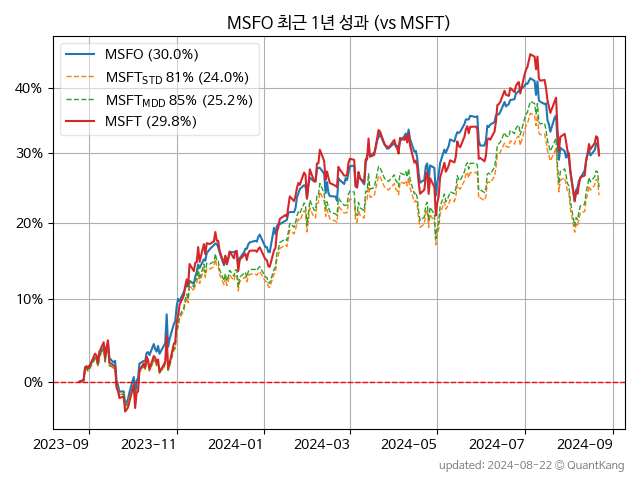 MSFO 최근 1년 성과 (vs MSFT)
MSFO (30.0%)
MSFT_STD 81% (24.0%)
MSFT_MDD 85% (25.2%)
MSFT (29.8%)
40%
30%
20%
10%
0%
2023-09 2023-11 2024-01 2024-03 2024-05 2024-07 2024-09
updated: 2024-08-22 © QuantKang